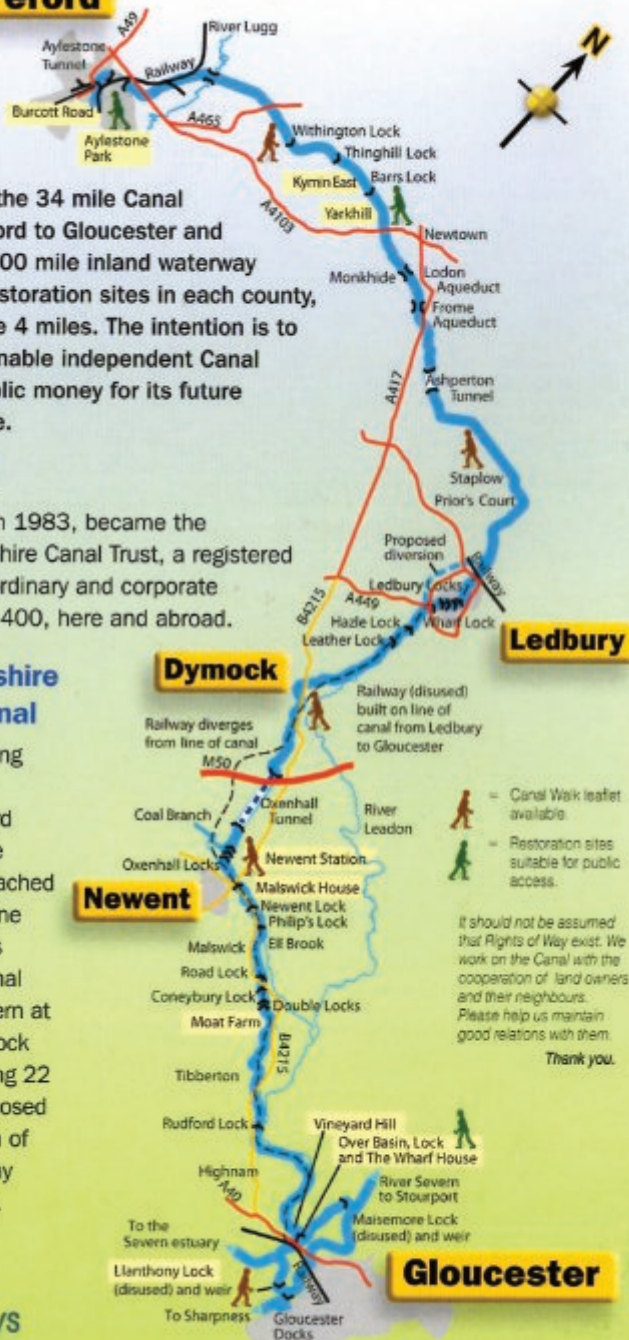 reford
A49
River Lugg
Aylestone
Tunnel
Railway
N
Burcott Road
Aylestone
Park
A465
Withington Lock
Thinghill Lock
Kymin East
Barrs Lock
Yarkhill
A4103
Newtown
the 34 mile Canal
ord to Gloucester and
00 mile inland waterway
storation sites in each county,
e 4 miles. The intention is to
nable independent Canal
blic money for its future
e.
Monkhide
Lodon
Aqueduct
Frome
Aqueduct
A417
Ashperton
Tunnel
Staplow
Prior's Court
n 1983, became the
hire Canal Trust, a registered
ordinary and corporate
400, here and abroad.
Proposed
diversion
Railway
Ledbury Locks
B4215
A449
Hazle Lock
Wharf Lock
Leather Lock
Ledbury
Dymock
shire
nal
ng
rd
e
ached
ne
s
nal
ern at
ock
ng 22
osed
n of
ay
ys
Railway (disused)
built on line of
canal from Ledbury
to Gloucester
Railway diverges
from line of canal
M50
Coal Branch
Oxenhall
Tunnel
River
Leadon
= Canal Walk leaflet
available.
= Restoration sites
suitable for public
access.
Oxenhall Locks
Newent Station
Newent
Malswick House
Newent Lock
Philip's Lock
Malswick
Ell Brook
Road Lock
Coneybury Lock
Double Locks
Moat Farm
B4215
It should not be assumed
that Rights of Way exist. We
work on the Canal with the
cooperation of land owners
and their neighbours.
Please help us maintain
good relations with them.
Thank you.
Tibberton
Rudford Lock
Vineyard Hill
Over Basin, Lock
and The Wharf House
Highnam
A40
River Severn
to Stourport
Maisemore Lock
(disused) and weir
To the
Severn estuary
Llanthony Lock
(disused) and weir
Railway
Gloucester
To Sharpness
Gloucester
Docks